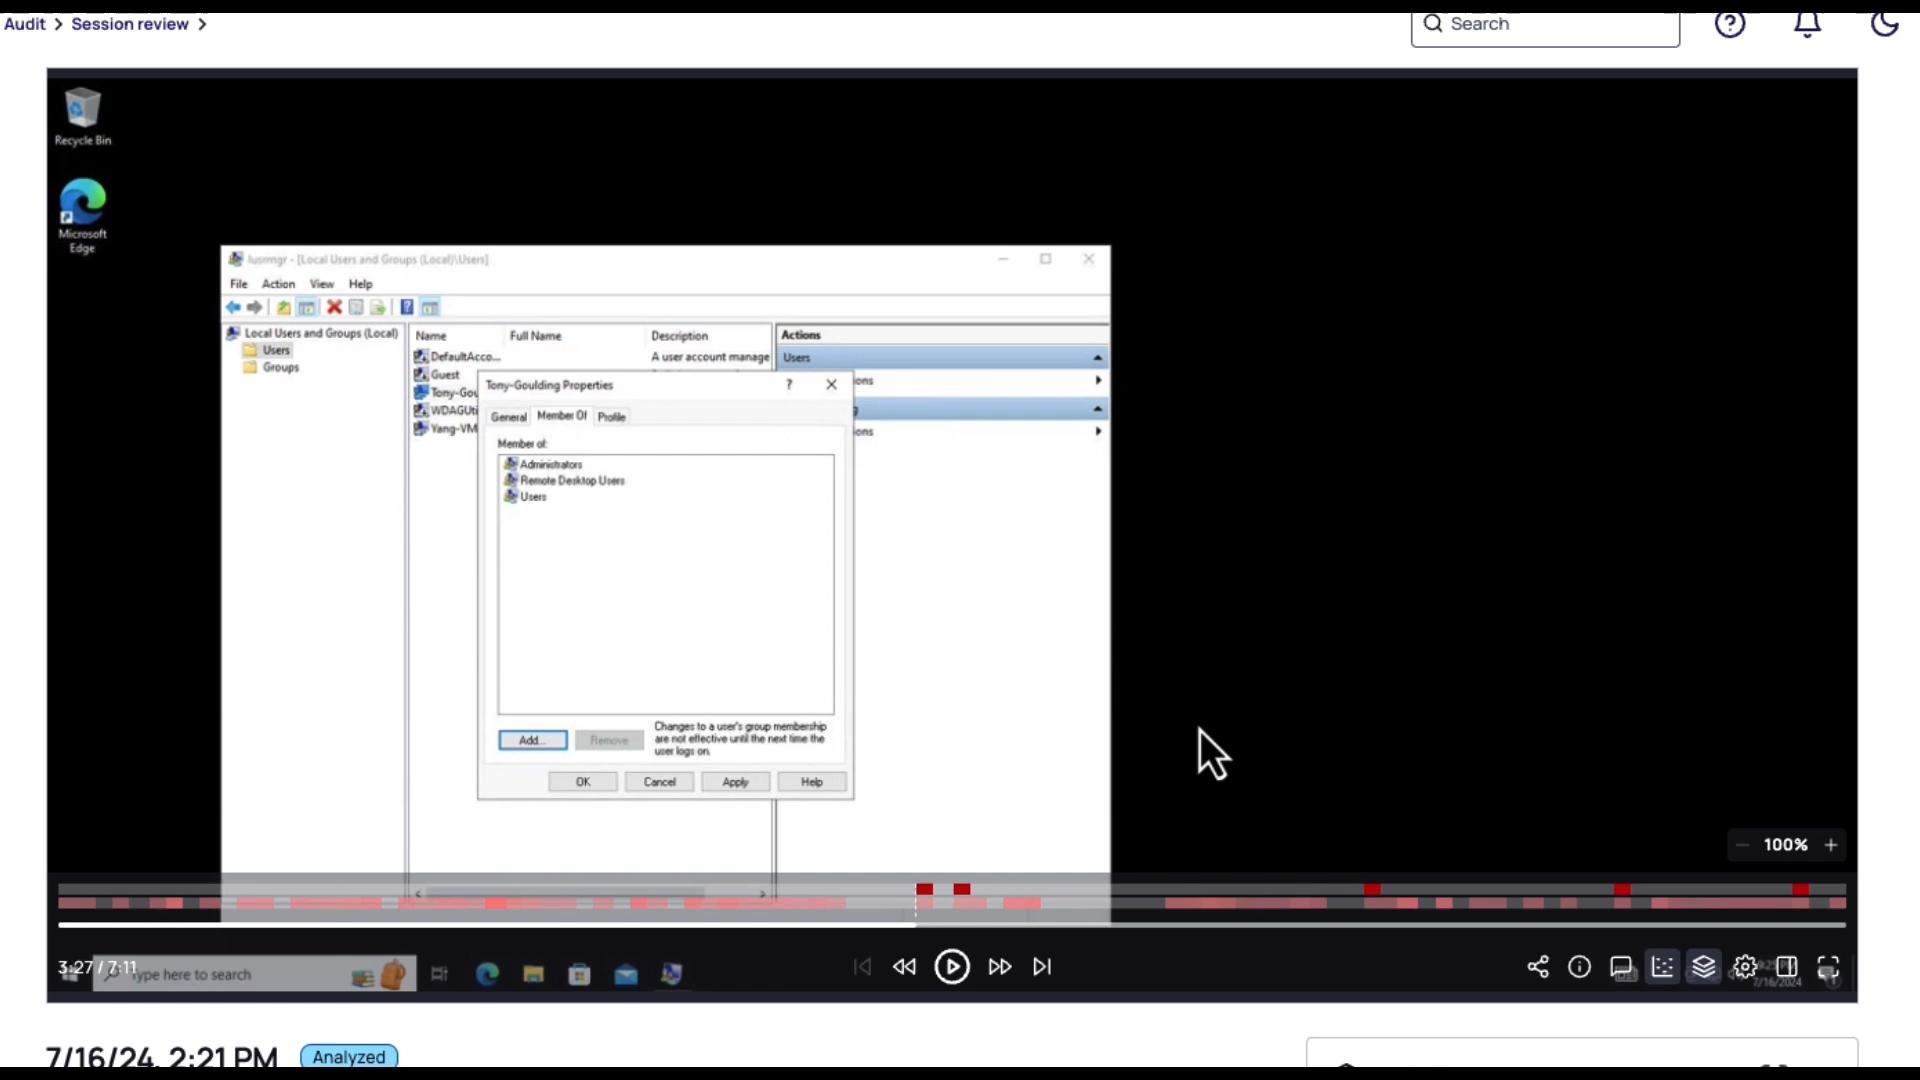 Audit > Session review >
Search
Recycle Bin
Microsoft
Edge
lusrmgr - [Local Users and Groups (Local)\Users]
File Action View Help
Local Users and Groups (Local)
Users
Groups
Name Full Name Description
DefaultAcco... A user account manage
Guest
Tony-Gou
WDAGUti
Yang-VM
Actions
Users
ons
g
ons
Tony-Goulding Properties
?
General Member Of Profile
Member of:
Administrators
Remote Desktop Users
Users
Add... Remove
Changes to a user's group membership
are not effective until the next time the
user logs on.
OK Cancel Apply Help
100%
3:27 / 7:11
Type here to search
7/16/2024
7/16/24, 2:21 PM
Analyzed